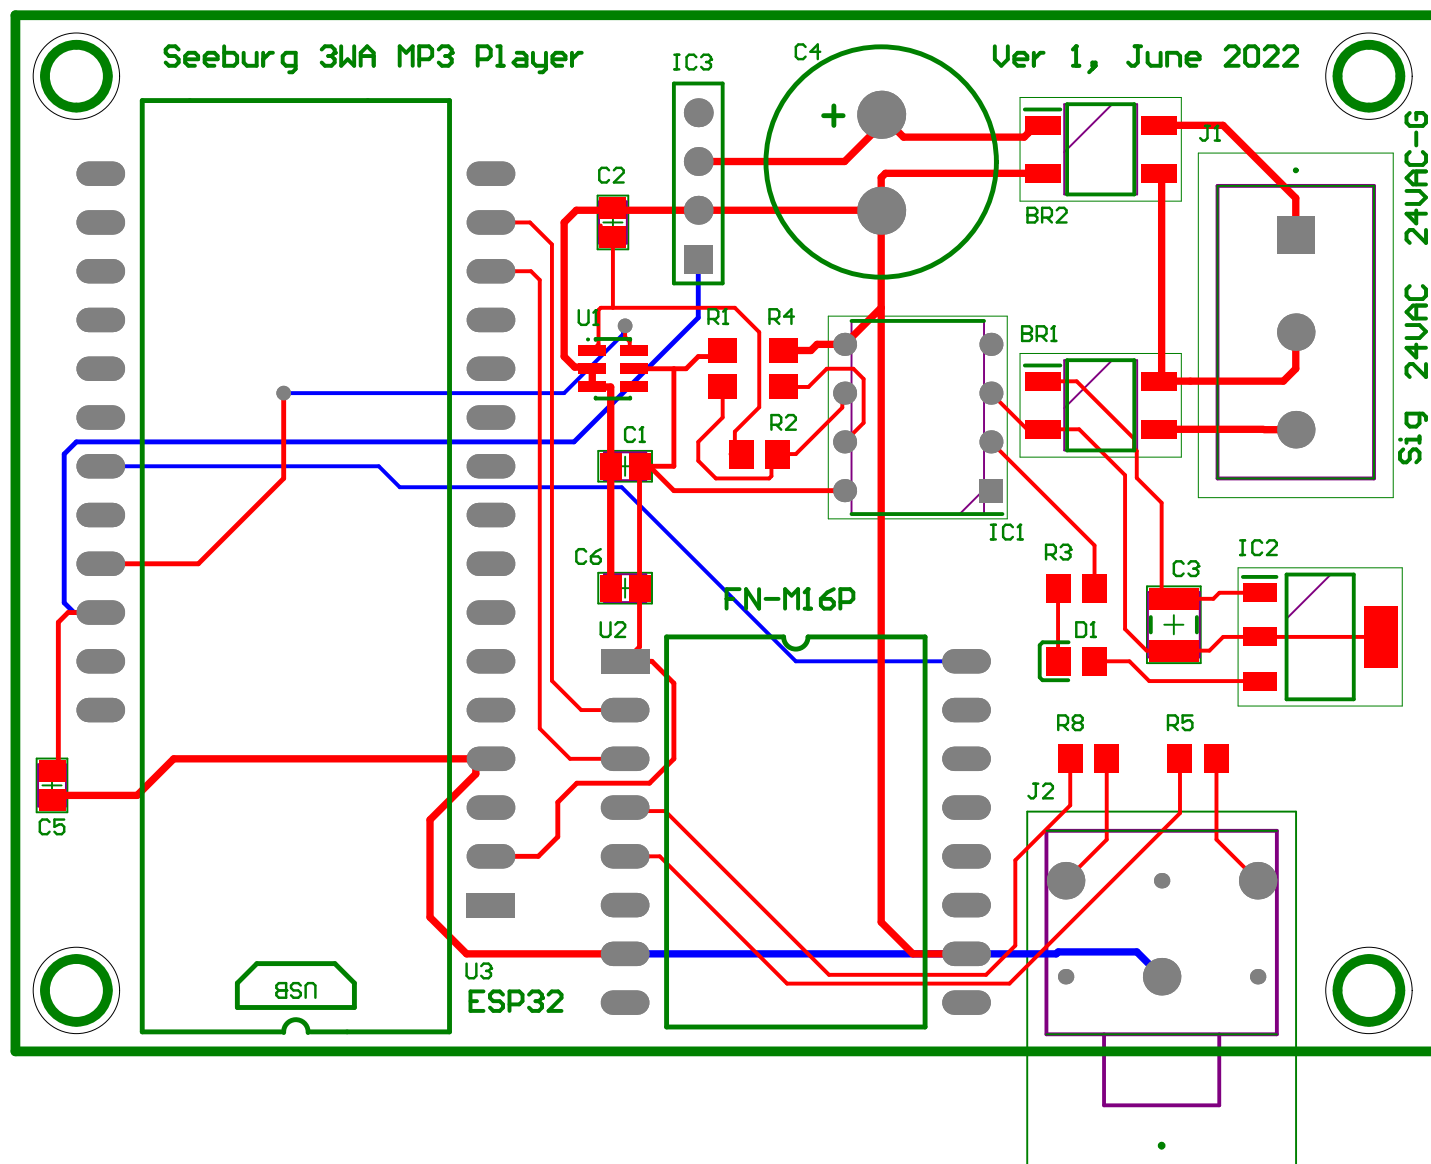 Seeburg 3WA MP3 Player
Ver 1, June 2022
IC3
C4
+
J1
C2
BR2
24VAC-G
U1
R1
R4
BR1
24VAC
C1
R2
Sig
IC1
C6
R3
IC2
C3
FN-M16P
U2
D1
R8
R5
J2
C5
U3
USB
ESP32